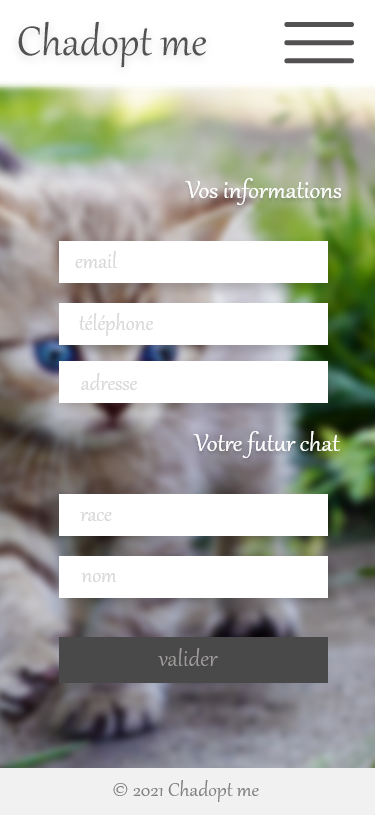 Chadopt me
Vos informations
email
téléphone
adresse
Votre futur chat
race
nom
valider
© 2021 Chadopt me